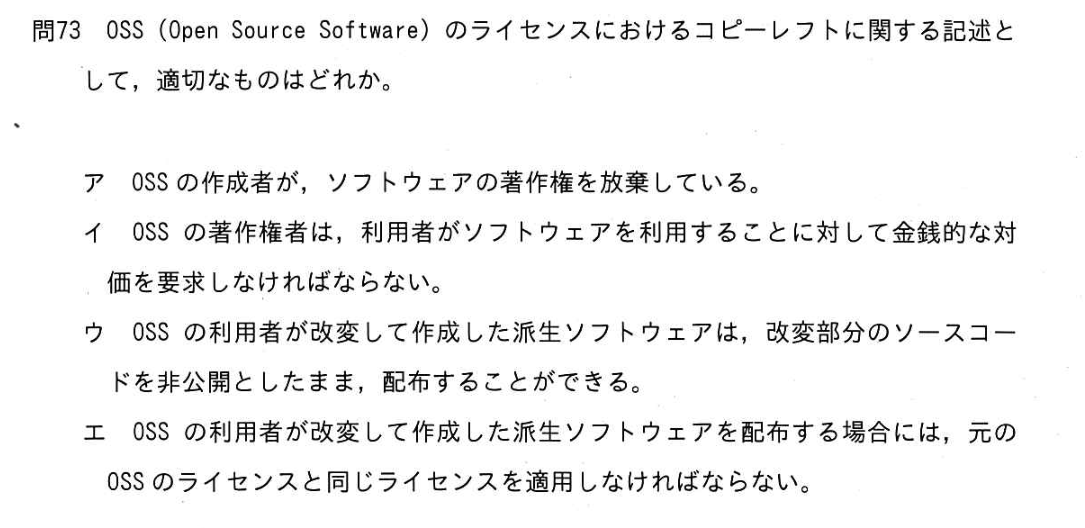 問73 OSS（Open Source Software）のライセンスにおけるコピーレフトに関する記述と
して，適切なものはどれか。
ア OSSの作成者が，ソフトウェアの著作権を放棄している。
イ OSS の著作権者は，利用者がソフトウェアを利用することに対して金銭的な対
価を要求しなければならない。
ウ OSS の利用者が改変して作成した派生ソフトウェアは，改変部分のソースコー
ドを非公開としたまま，配布することができる。
エ OSS の利用者が改変して作成した派生ソフトウェアを配布する場合には，元の
OSSのライセンスと同じライセンスを適用しなければならない。